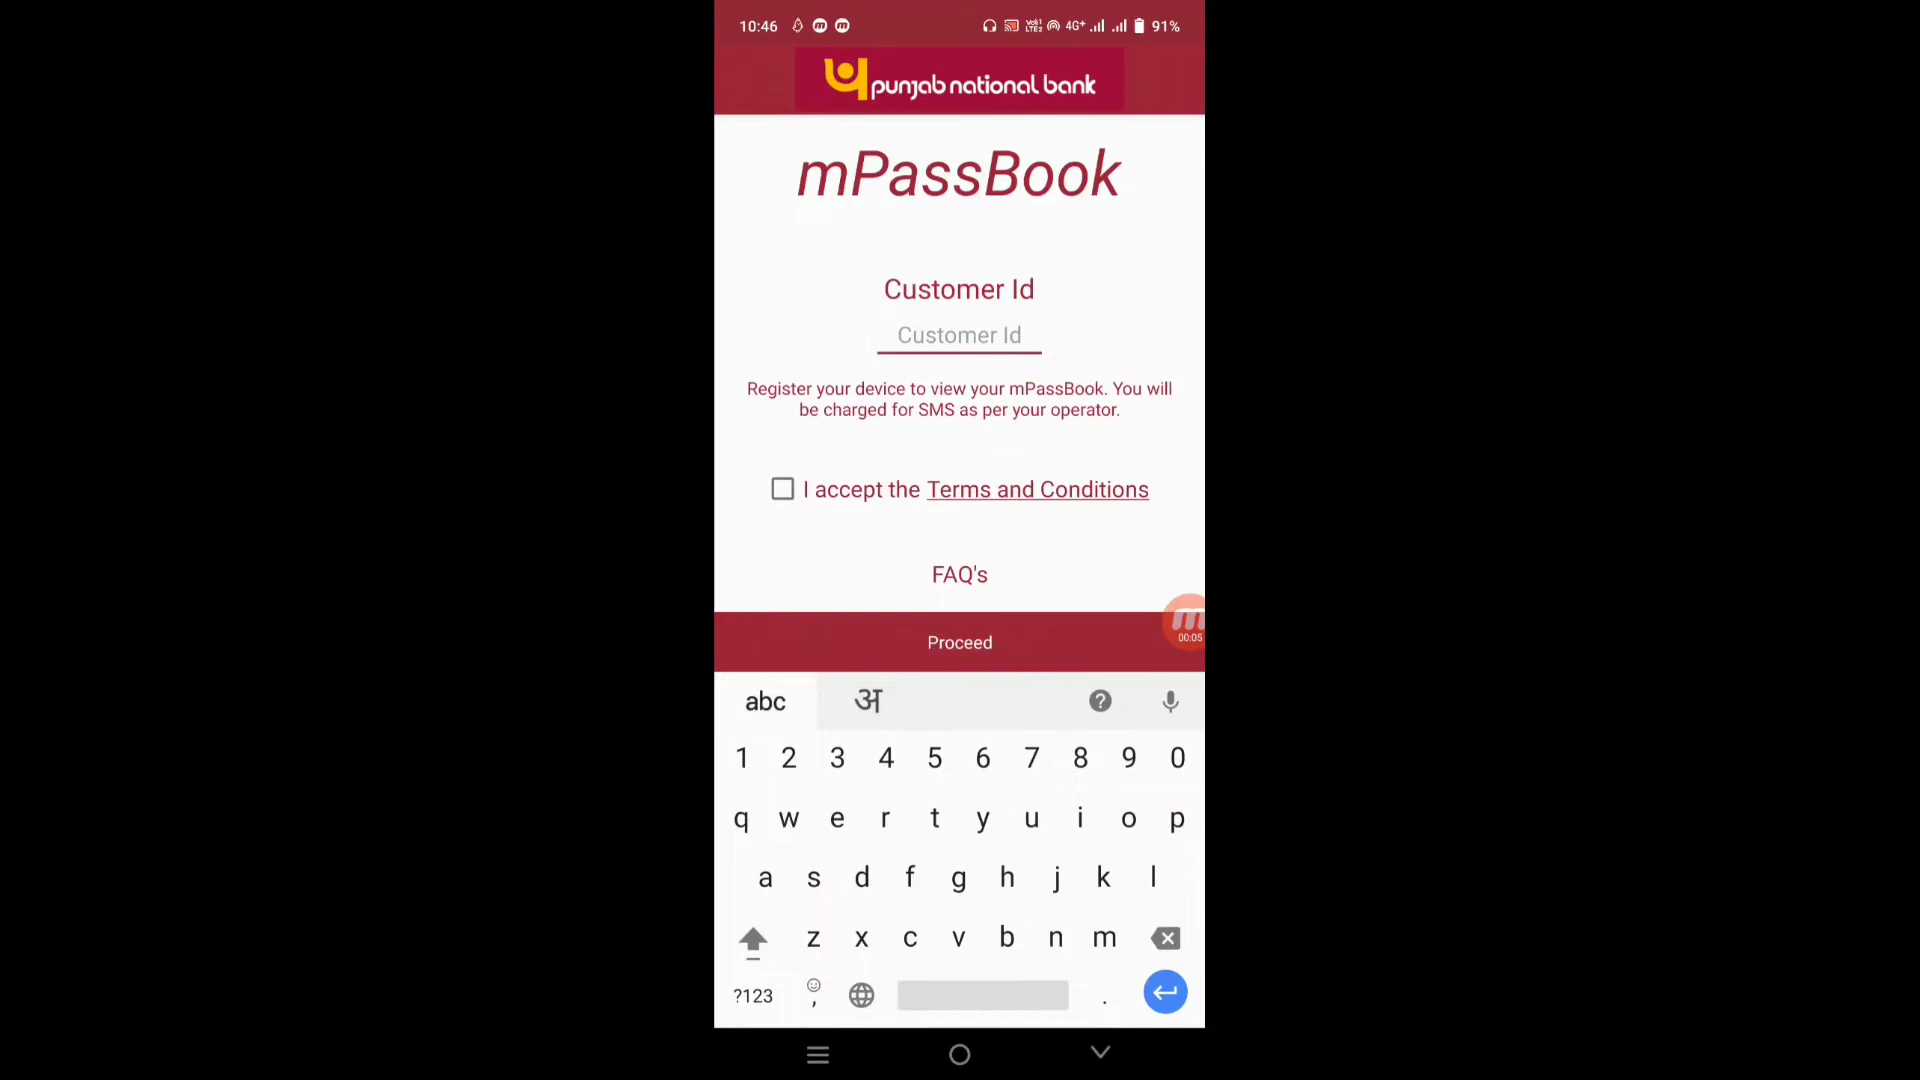 10:46 91%
4G+
punjab national bank
mPassBook
Customer Id
Customer Id
Register your device to view your mPassBook. You will
be charged for SMS as per your operator.
I accept the Terms and Conditions
FAQ's
00:05
Proceed
abc अ
1 2 3 4 5 6 7 8 9 0
q w e r t y u i o p
a s d f g h j k l
z x c v b n m
?123 , .